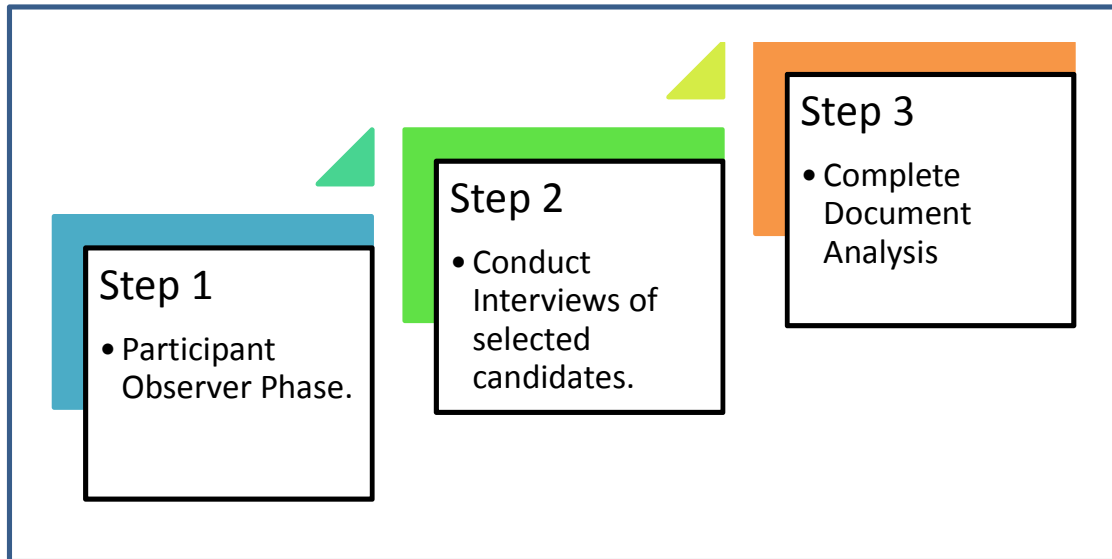 Step 1
• Participant
Observer Phase.
Step 2
• Conduct
Interviews of
selected
candidates.
Step 3
• Complete
Document
Analysis